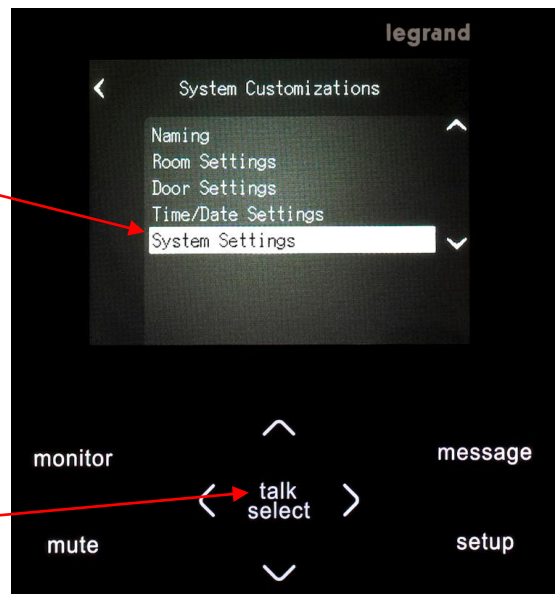 legrand
System Customizations
Naming
Room Settings
Door Settings
Time/Date Settings
System Settings
monitor
message
talk
select
mute
setup